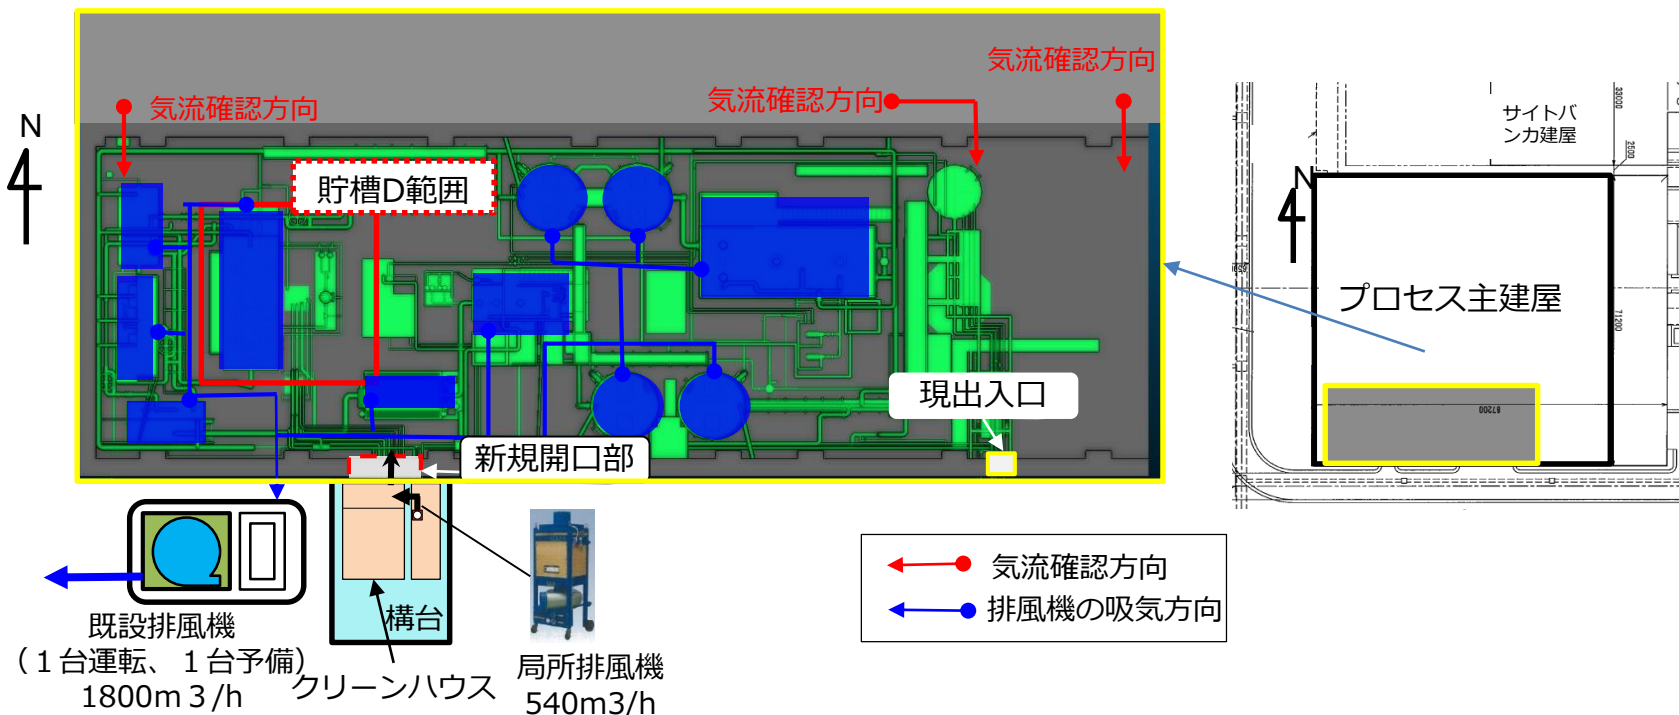 気流確認方向
気流確認方向
気流確認方向
N
貯槽D範囲
現出入口
新規開口部
構台
既設排風機
（１台運転、１台予備）
1800m３/h
クリーンハウス
局所排風機
540m3/h
気流確認方向
排風機の吸気方向
サイトバ
ンカ建屋
33000
2500
N
プロセス主建屋
71200
87200